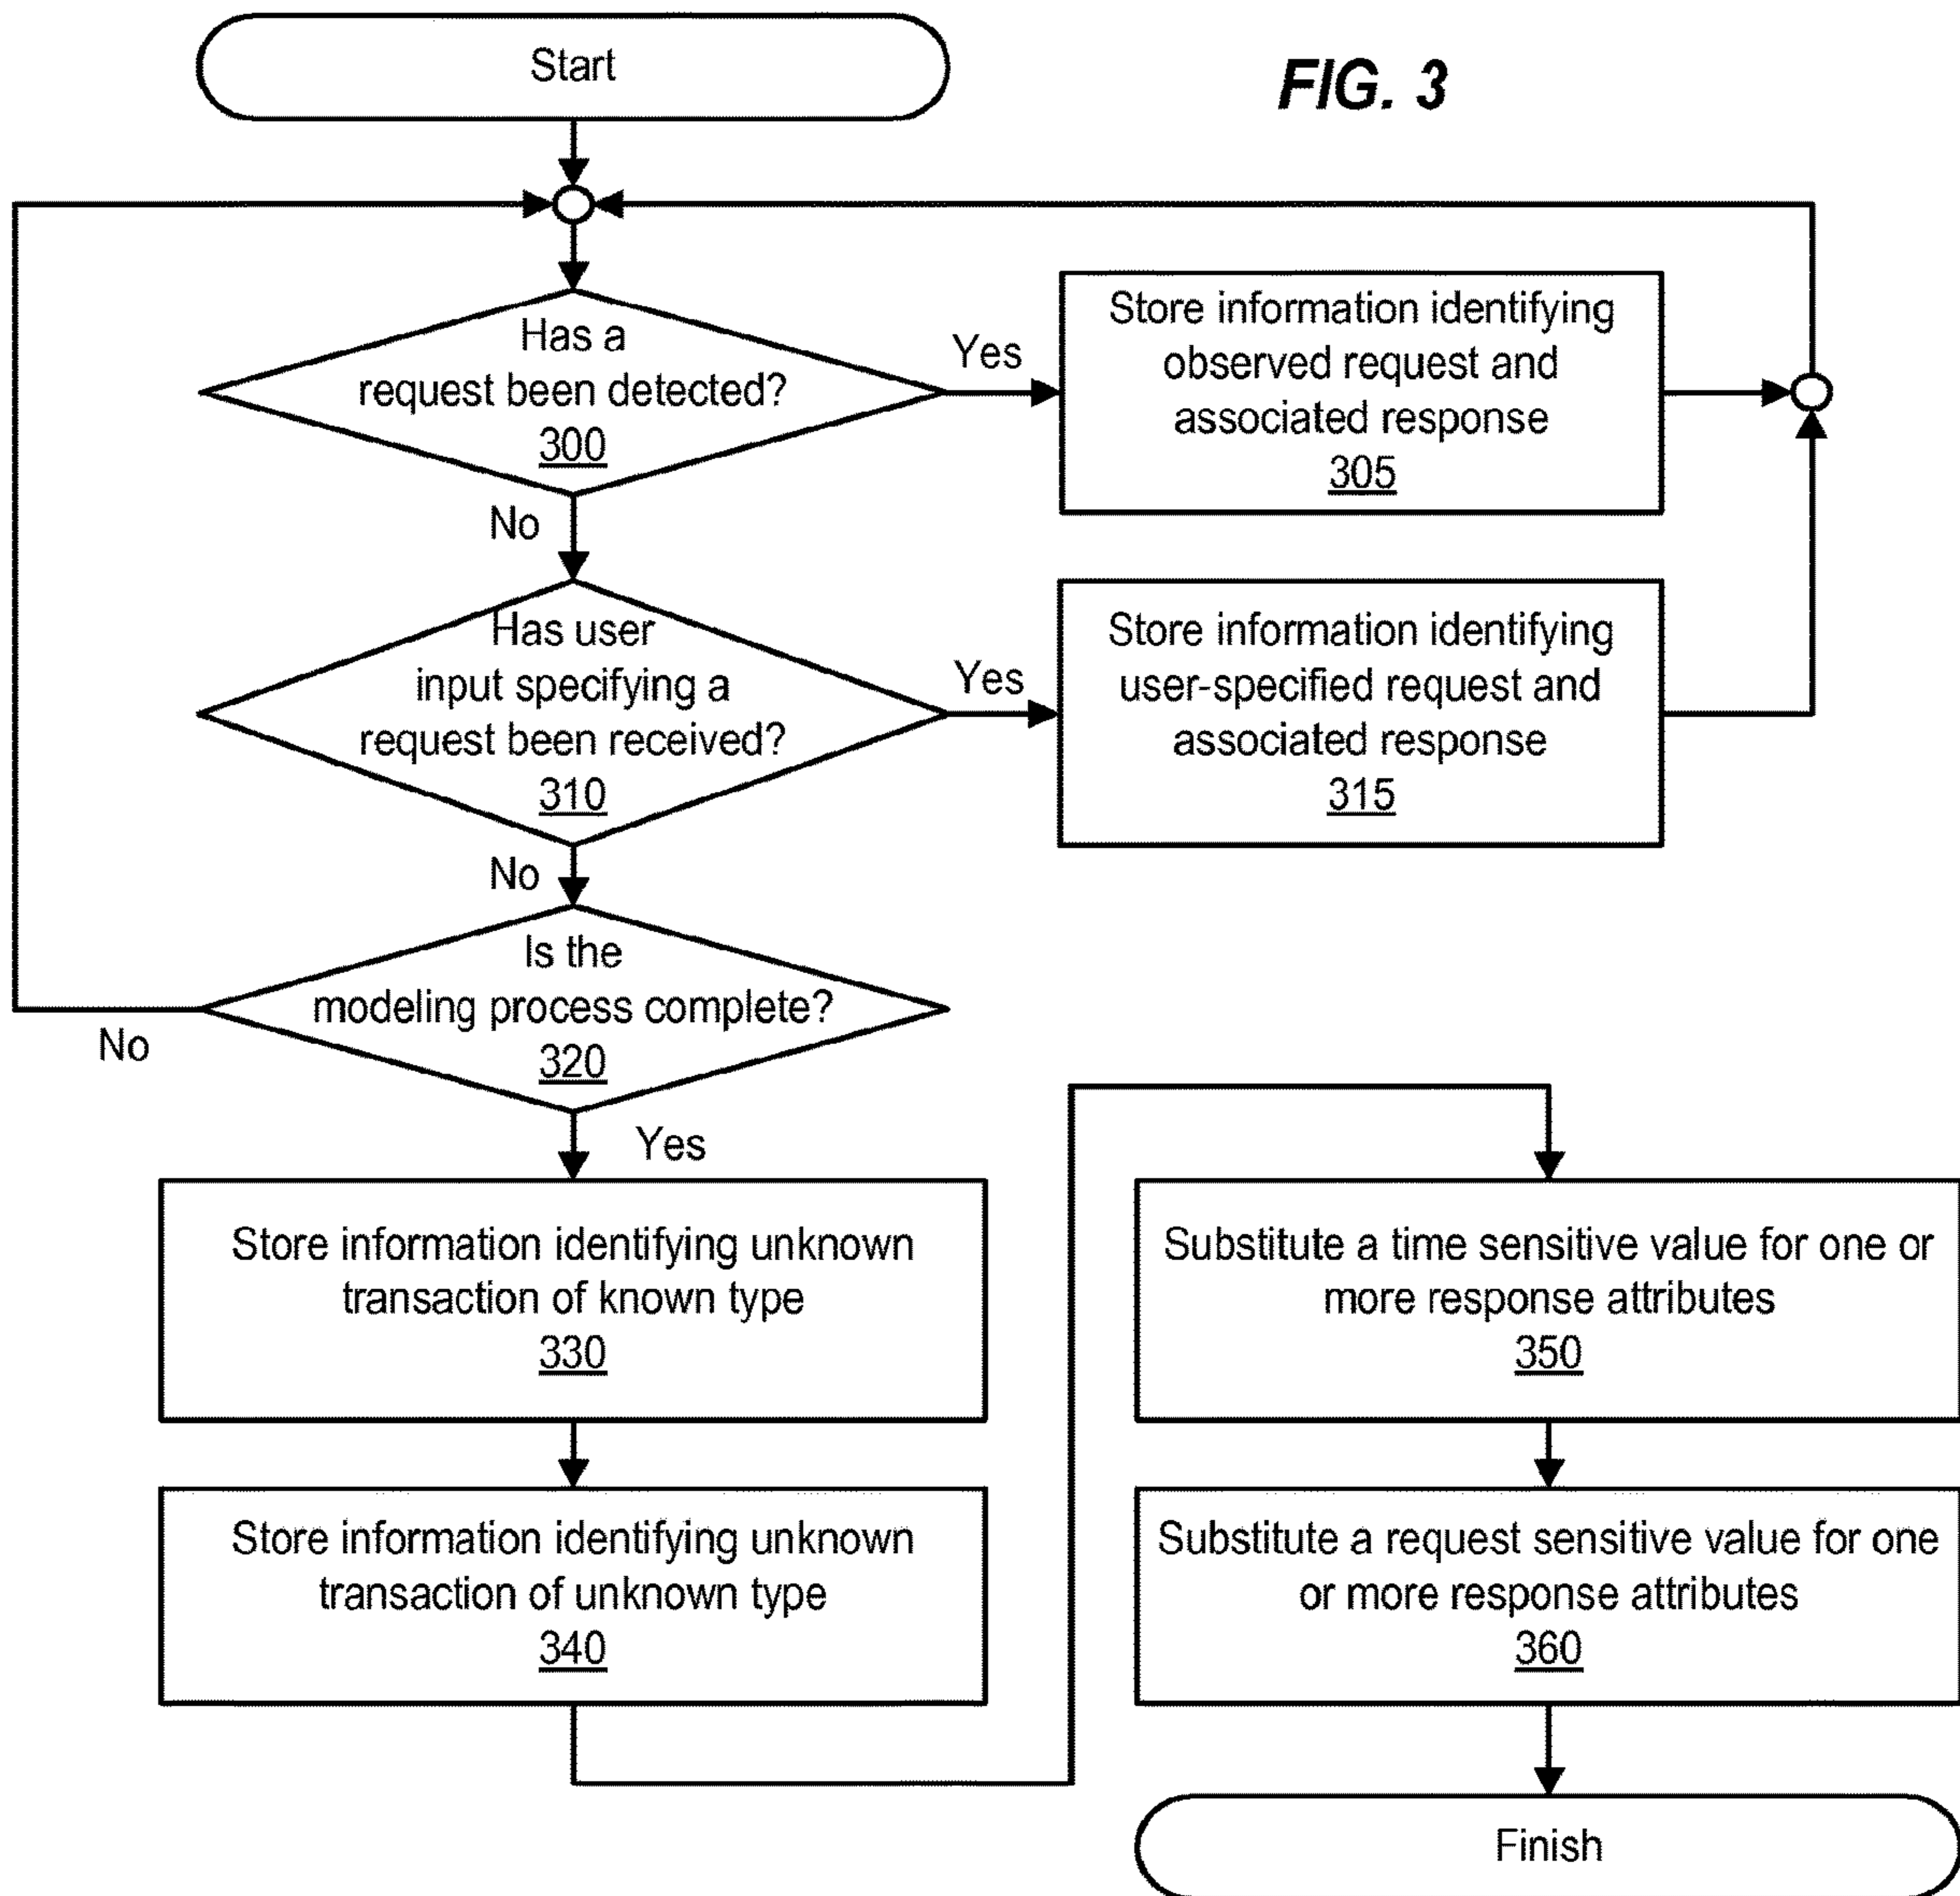 Start
FIG. 3
Has a
request been detected?
300
Yes
Store information identifying
observed request and
associated response
305
No
Has user
input specifying a
request been received?
310
Yes
Store information identifying
user-specified request and
associated response
315
No
Is the
modeling process complete?
320
No
Yes
Store information identifying unknown
transaction of known type
330
Store information identifying unknown
transaction of unknown type
340
Substitute a time sensitive value for one or
more response attributes
350
Substitute a request sensitive value for one
or more response attributes
360
Finish